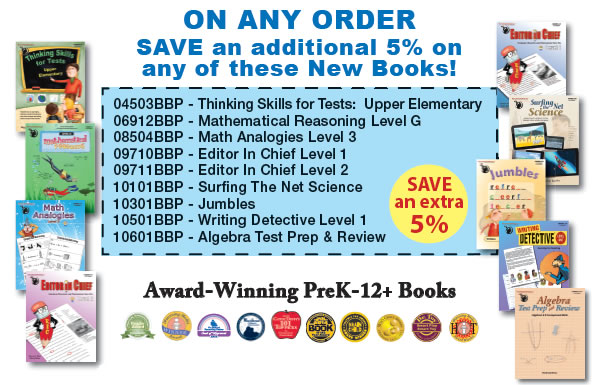 ON ANY ORDER
SAVE an additional 5% on
any of these New Books!
04503BBP - Thinking Skills for Tests: Upper Elementary
06912BBP - Mathematical Reasoning Level G
08504BBP - Math Analogies Level 3
09710BBP - Editor In Chief Level 1
09711BBP - Editor In Chief Level 2
10101BBP - Surfing The Net Science
10301BBP - Jumbles
10501BBP - Writing Detective Level 1
10601BBP - Algebra Test Prep & Review
SAVE
an extra
5%
Award-Winning PreK-12+ Books
Thinking Skills
for Tests
Upper
Elementary
Mathematical
Reasoning
Math
Analogies
EDITOR IN CHIEF
EDITOR IN CHIEF
Surfing the Net
Science
Jumbles
WRITING
DETECTIVE
Algebra
Test Prep and Review